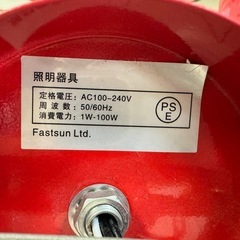 照明器具
定格電圧：AC100-240V
周波数：50/60Hz
消費電力：1W-100W
PS
E
Fastsun Ltd.